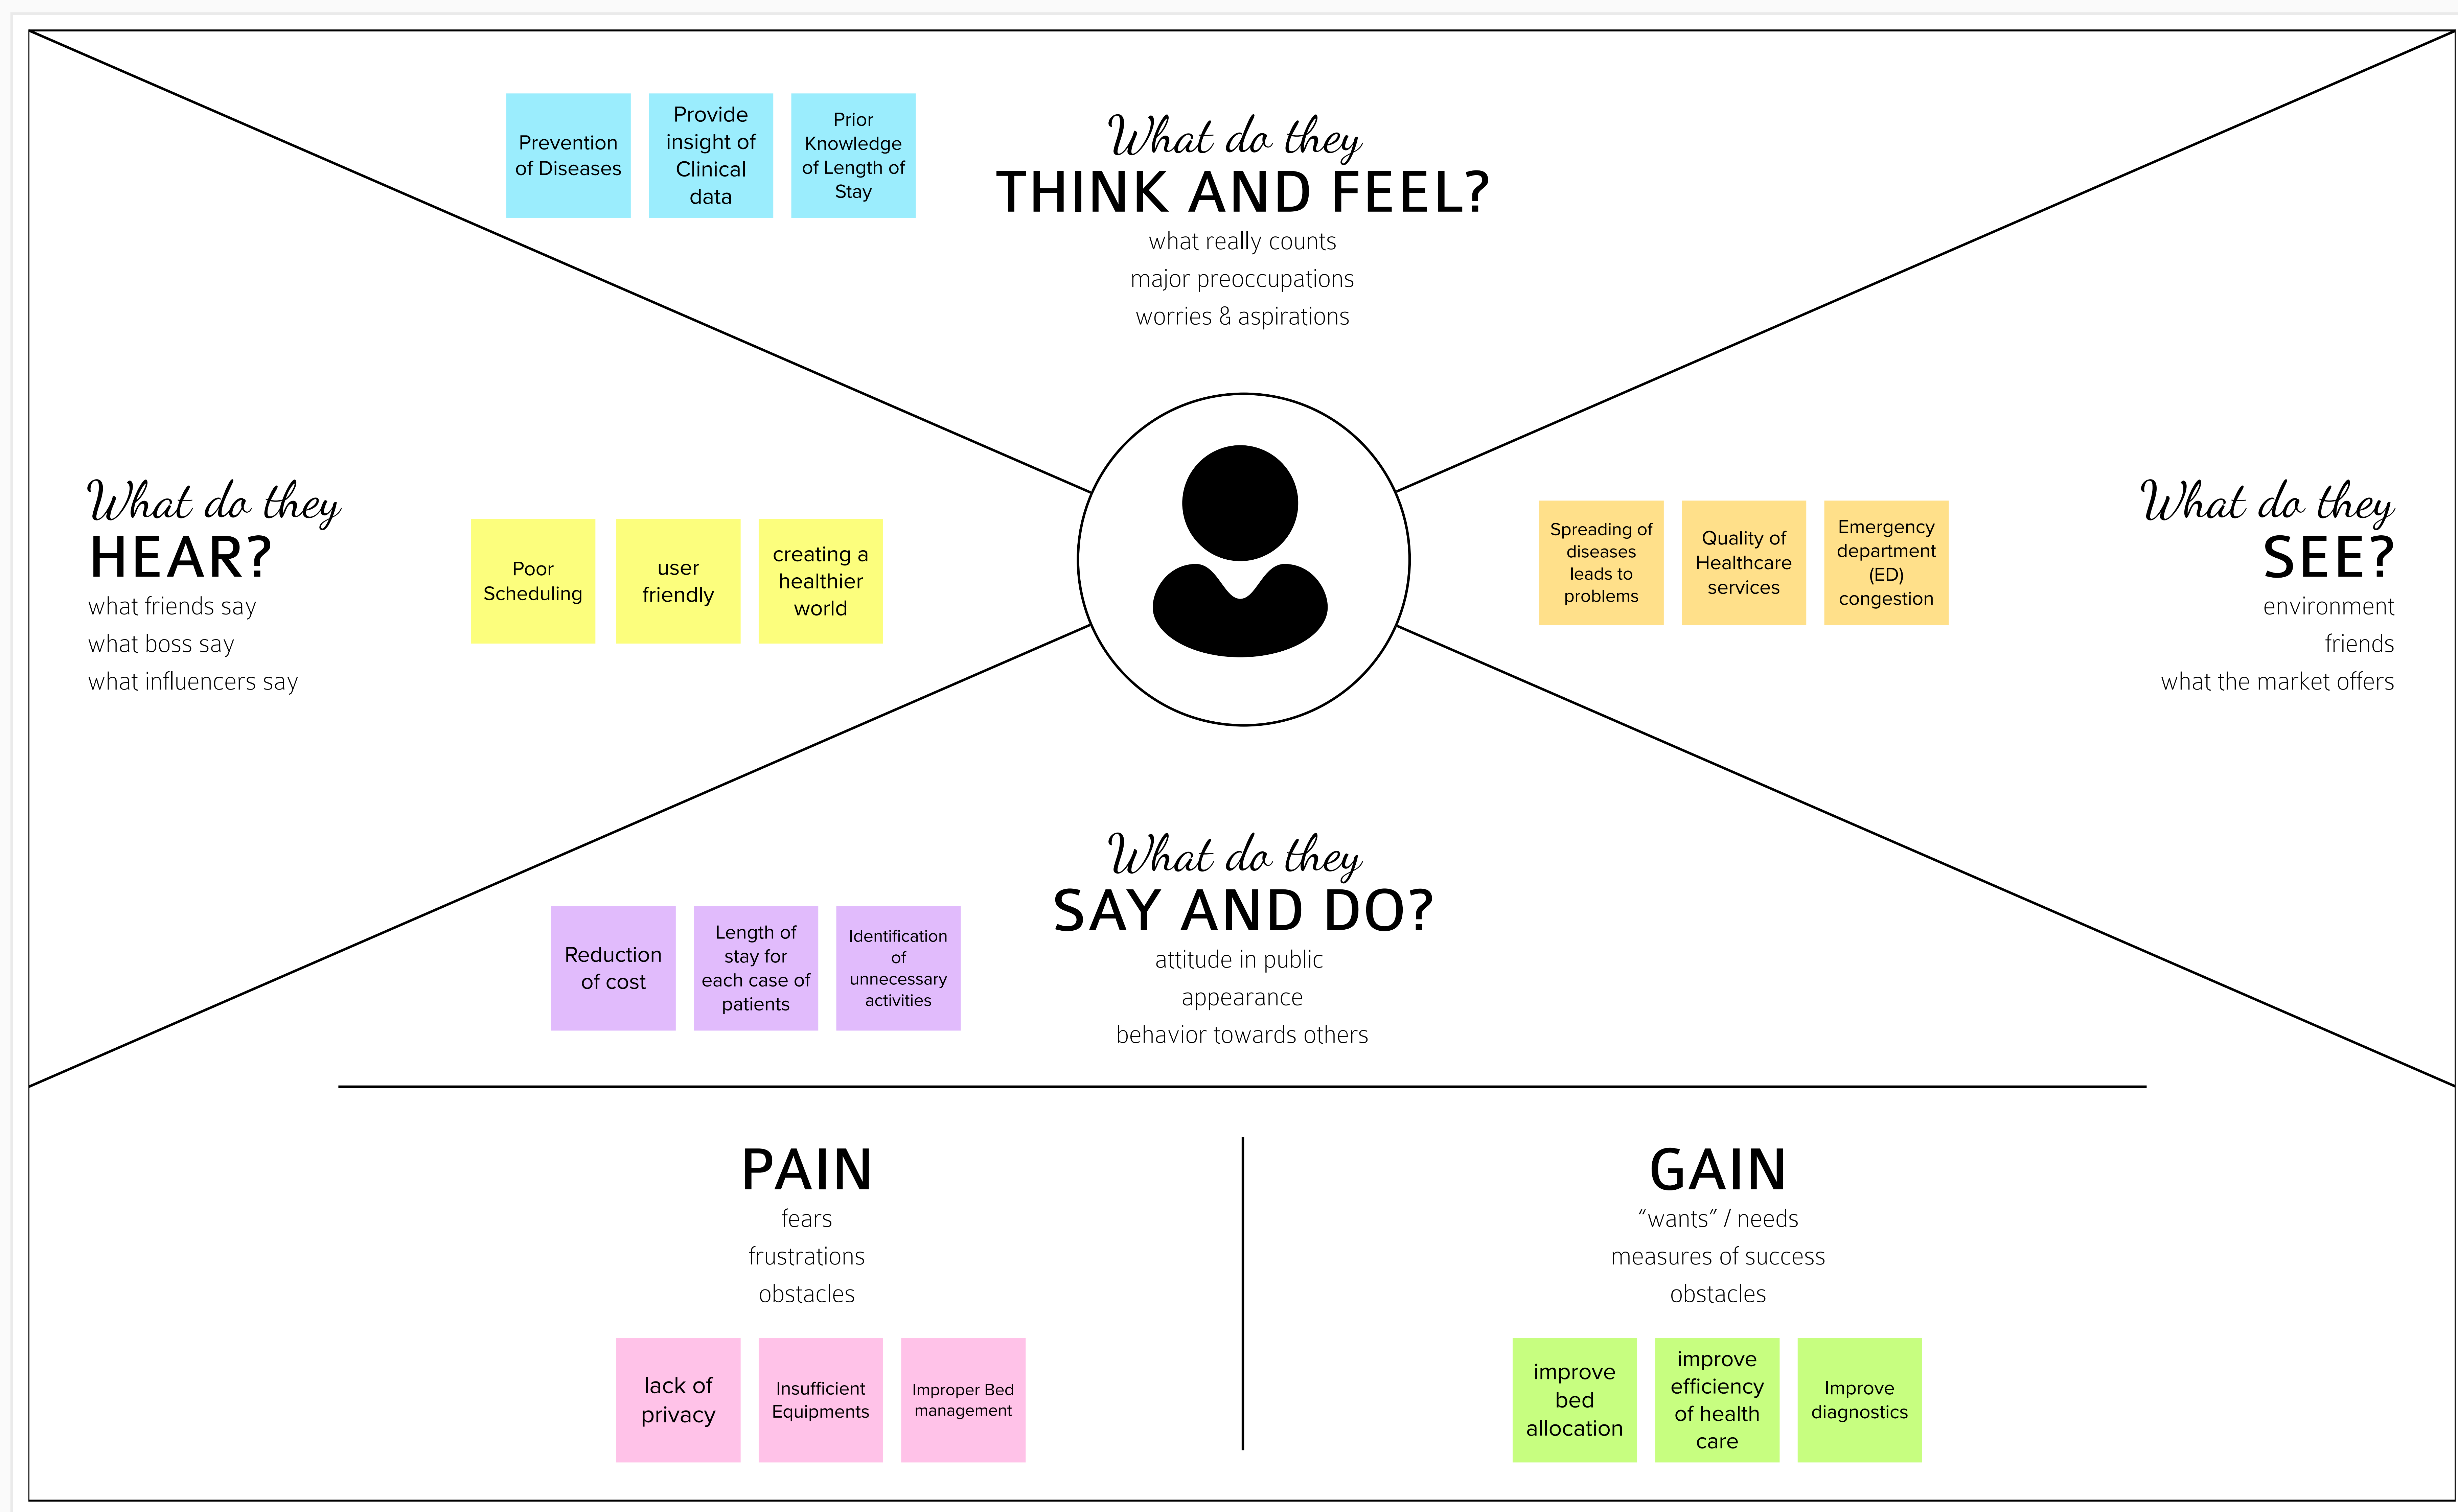 Prevention
of Diseases
Provide
insight of
Clinical
data
Prior
Knowledge
of Length of
Stay
What do they
THINK AND FEEL?
what really counts
major preoccupations
worries & aspirations
What do they
HEAR?
what friends say
what boss say
what influencers say
Poor
Scheduling
user
friendly
creating a
healthier
world
Spreading of
diseases
leads to
problems
Quality of
Healthcare
services
Emergency
department
(ED)
congestion
What do they
SEE?
environment
friends
what the market offers
What do they
SAY AND DO?
attitude in public
appearance
behavior towards others
Reduction
of cost
Length of
stay for
each case of
patients
Identification
of
unnecessary
activities
PAIN
fears
frustrations
obstacles
lack of
privacy
Insufficient
Equipments
Improper Bed
management
GAIN
“wants” / needs
measures of success
obstacles
improve
bed
allocation
improve
efficiency
of health
care
Improve
diagnostics